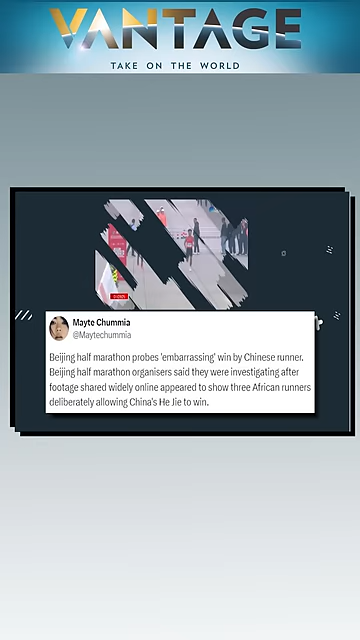 VANTAGE
TAKE ON THE WORLD
Mayte Chummia
@Maytechummia
Beijing half marathon probes 'embarrassing' win by Chinese runner.
Beijing half marathon organisers said they were investigating after
footage shared widely online appeared to show three African runners
deliberately allowing China's He Jie to win.